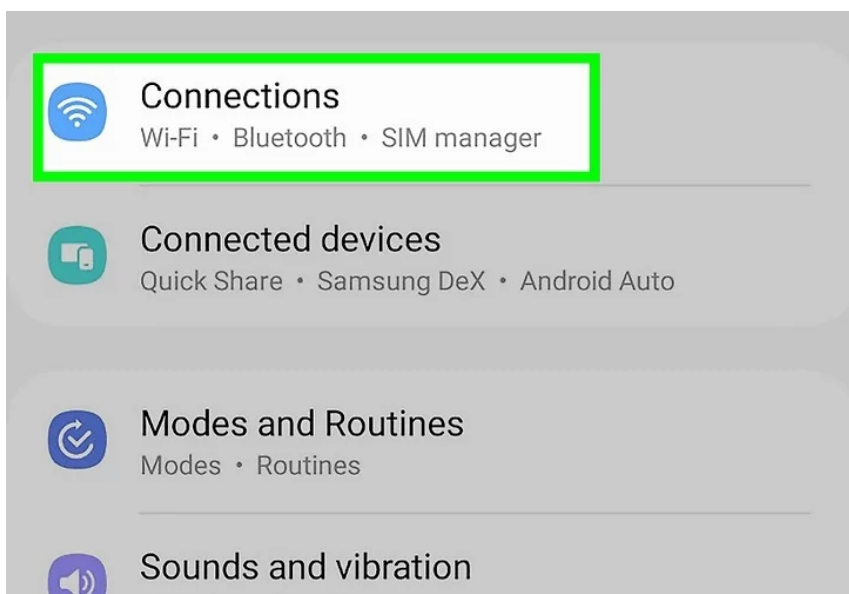 Connections
Wi-Fi • Bluetooth • SIM manager
Connected devices
Quick Share • Samsung DeX • Android Auto
Modes and Routines
Modes • Routines
Sounds and vibration